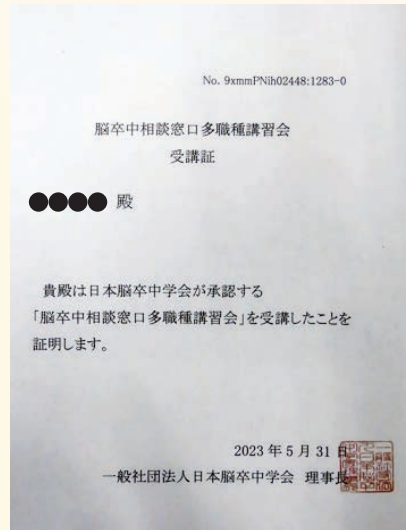 No. 9xmmPNih02448:1283-0
脳卒中相談窓口多職種講習会
受講証
●●●● 殿
貴殿は日本脳卒中学会が承認する
「脳卒中相談窓口多職種講習会」を受講したことを
証明します。
2023 年 5 月 31 日
一般社団法人日本脳卒中学会 理事長